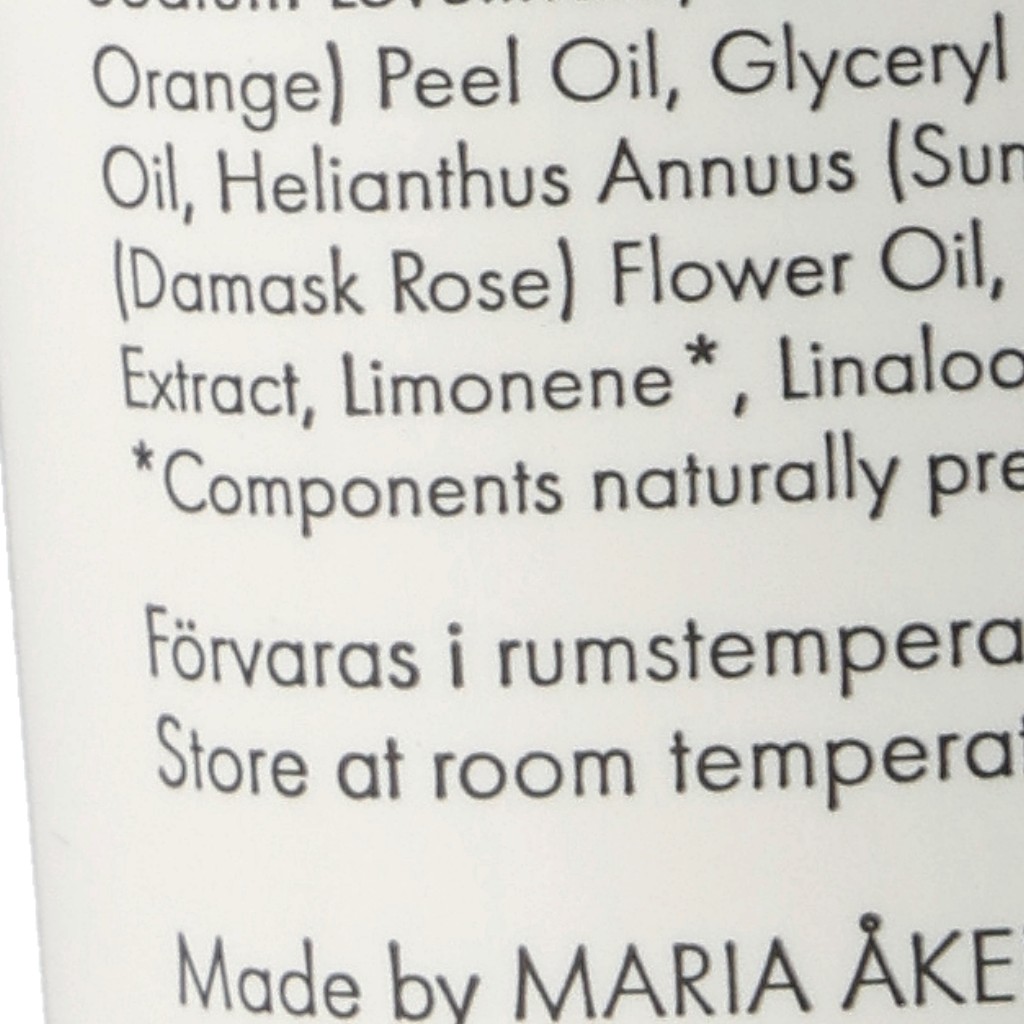 Orange) Peel Oil, Glyceryl
Oil, Helianthus Annuus (Sun
(Damask Rose) Flower Oil,
Extract, Limonene*, Linaloo
*Components naturally pre
Förvaras i rumstempera
Store at room temperat
Made by MARIA ÅKE